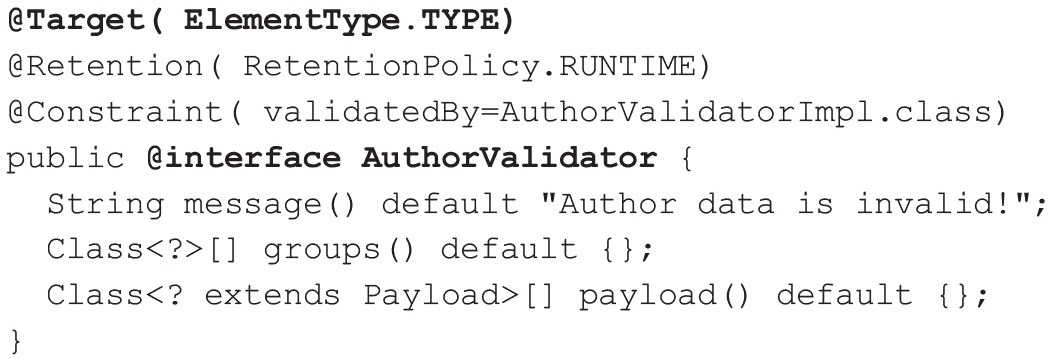 @Target( ElementType.TYPE)
@Retention( RetentionPolicy.RUNTIME)
@Constraint( validatedBy=AuthorValidatorImpl.class)
public @interface AuthorValidator {
  String message() default "Author data is invalid!";
  Class<?>[] groups() default {};
  Class<? extends Payload>[] payload() default {};
}